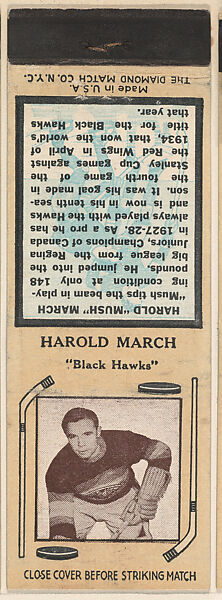 HAROLD MARCH
"Black Hawks"
CLOSE COVER BEFORE STRIKING MATCH
HAROLD "MUSH" MARCH
"Mush tips the beam in play-
ing condition at only 148
pounds. He jumped into the
big league from the Regina
Juniors, Champions of Canada
in 1927-28. As a pro he has
always played with the Hawks
and is now in his tenth sea-
son. It was his goal made in
the fourth game of the
Stanley Cup games against
the Red Wings in April of
1934, that won the world's
title for the Black Hawks
that year.
Made in U.S.A.
THE DIAMOND MATCH CO. N.Y.C.